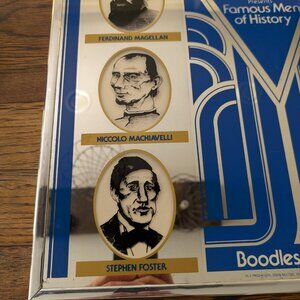 Presents
Famous Men
of History
FERDINAND MAGELLAN
NICCOLO MACHIAVELLI
STEPHEN FOSTER
Boodles